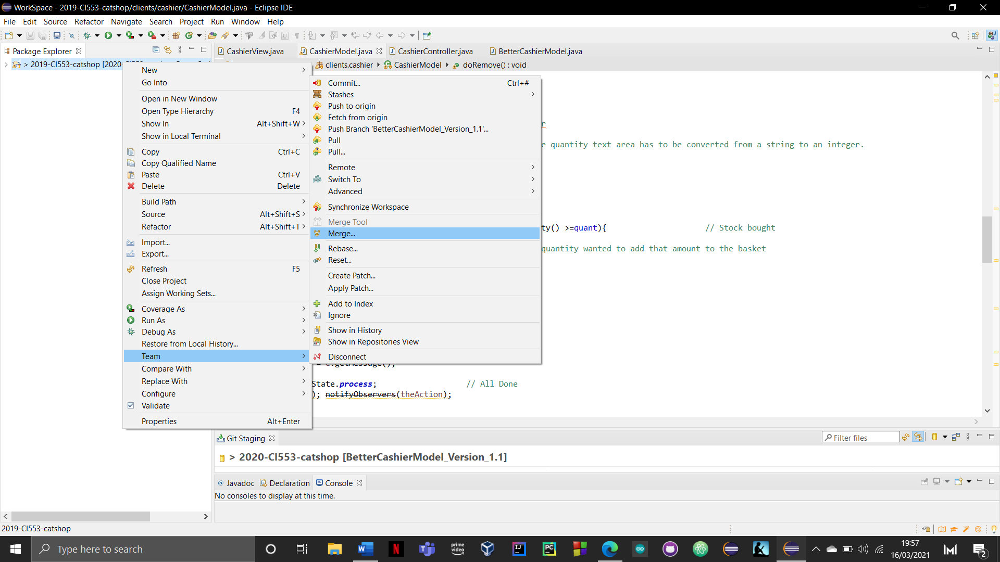 WorkSpace - 2019-CI553-catshop/clients/cashier/CashierModel.java - Eclipse IDE
File Edit Source Refactor Navigate Search Project Run Window Help
Package Explorer
CashierView.java CashierModel.java CashierController.java BetterCashierModel.java
> 2019-CI553-catshop [2020-
clients.cashier CashierModel doRemove() : void
New
Go Into
Open in New Window
Open Type Hierarchy F4
Show In Alt+Shift+W
Show in Local Terminal
Copy Ctrl+C
Copy Qualified Name
Paste Ctrl+V
Delete Delete
Build Path
Source Alt+Shift+S
Refactor Alt+Shift+T
Import...
Export...
Refresh F5
Close Project
Assign Working Sets...
Coverage As
Run As
Debug As
Restore from Local History...
Team
Compare With
Replace With
Configure
Validate
Properties Alt+Enter
Commit... Ctrl+#
Stashes
Push to origin
Fetch from origin
Push Branch 'BetterCashierModel_Version_1.1'...
Pull
Pull...
Remote
Switch To
Advanced
Synchronize Workspace
Merge Tool
Merge...
Rebase...
Reset...
Create Patch...
Apply Patch...
Add to Index
Ignore
Show in History
Show in Repositories View
Disconnect
r
e quantity text area has to be converted from a string to an integer.
ty() >=quant){ // Stock bought
quantity wanted to add that amount to the basket
State.process; // All Done
); notifyObservers(theAction);
Git Staging
Filter files
> 2020-CI553-catshop [BetterCashierModel_Version_1.1]
@ Javadoc Declaration Console
No consoles to display at this time.
2019-CI553-catshop
Type here to search
prime video
19:57
16/03/2021
2